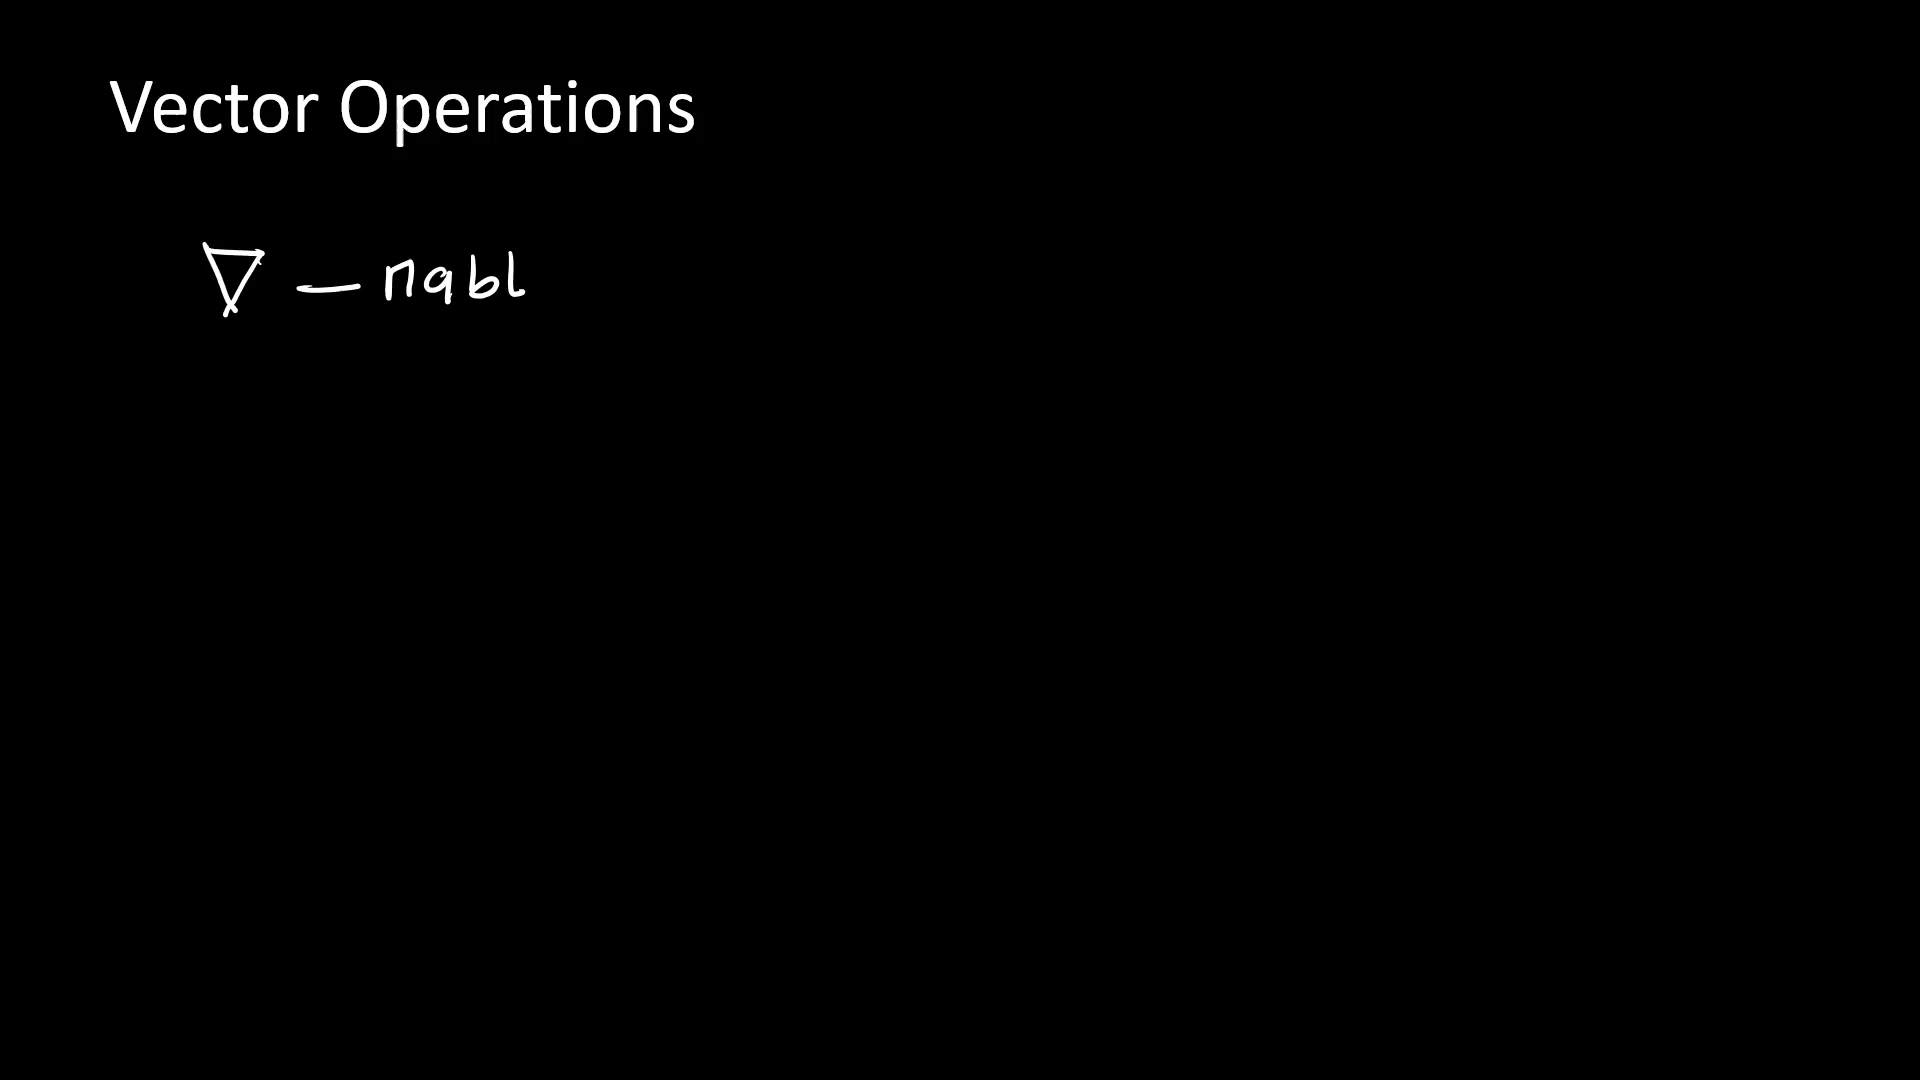 Vector Operations
∇ — nabl